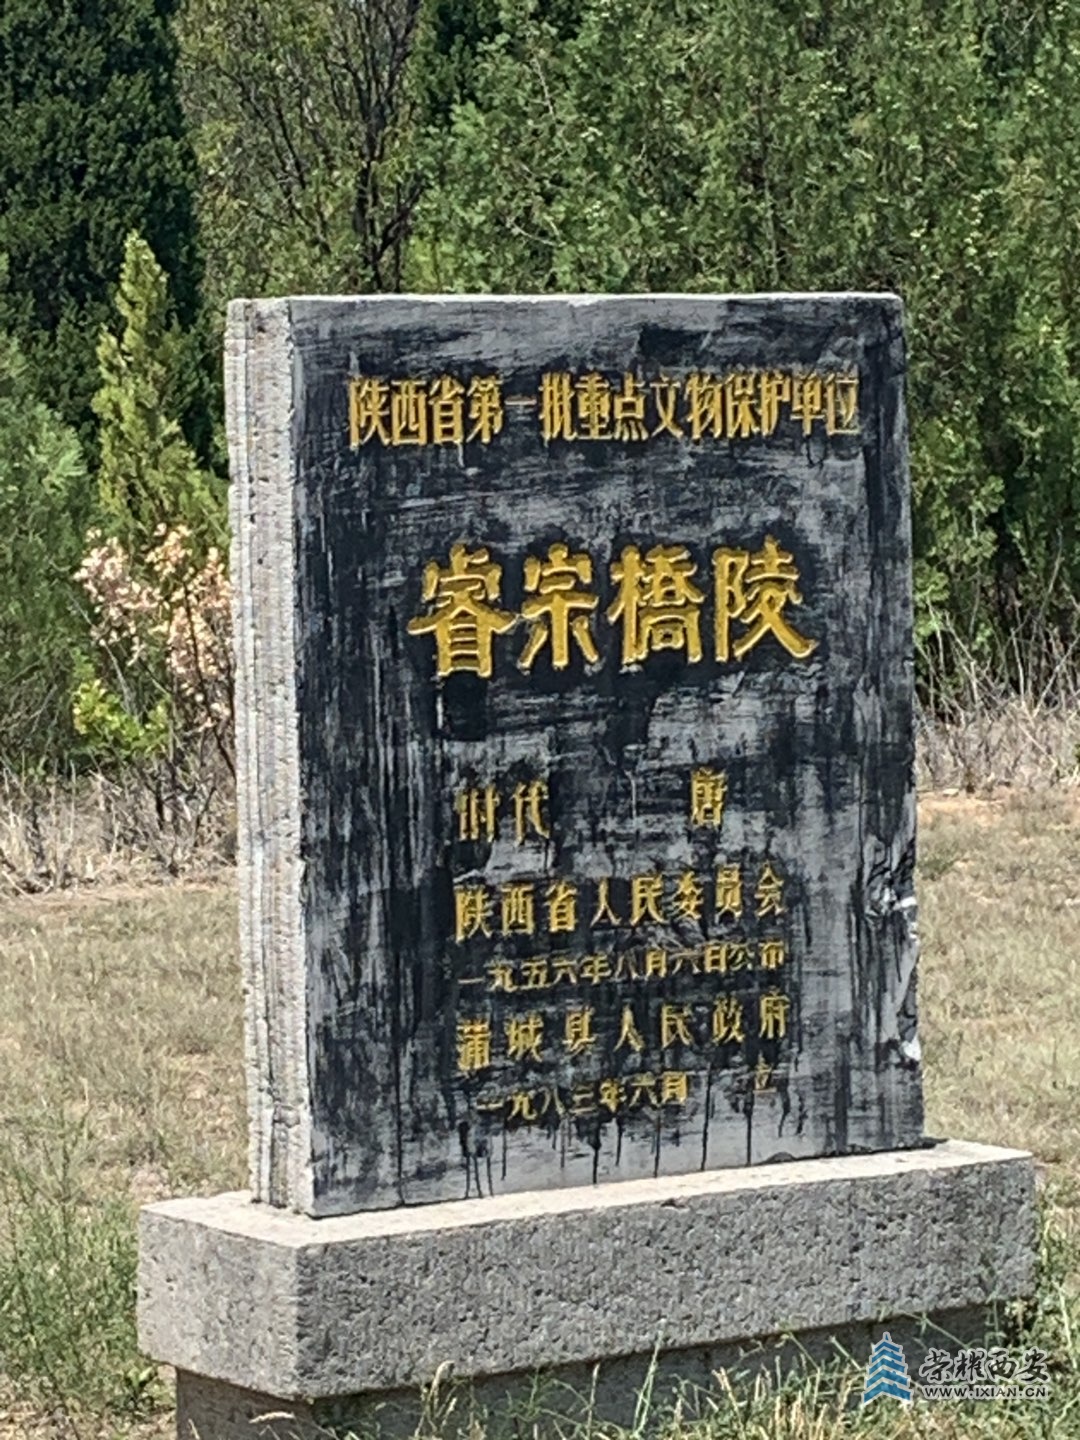 陕西省第一批重点文物保护单位
睿宗橋陵
时代 唐
陕西省人民委员会
一九五六年八月六日公布
蒲城县人民政府
一九八三年六月 立
荣耀西安
WWW.IXIAN.CN